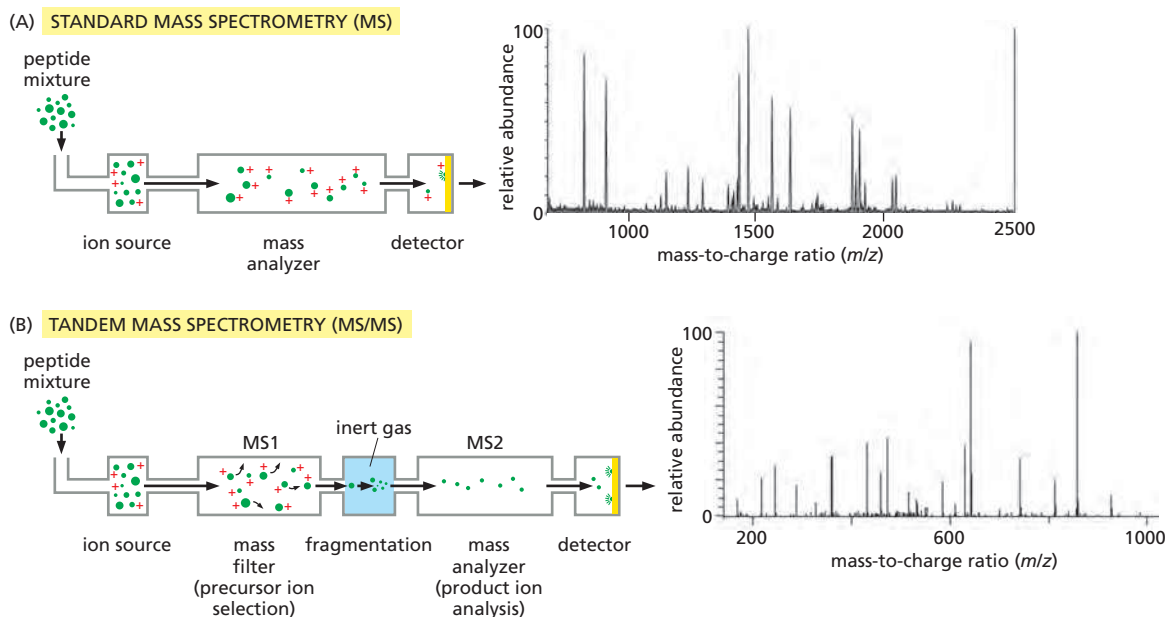 (A) STANDARD MASS SPECTROMETRY (MS)
peptide
mixture
+
ion source
mass
analyzer
detector
relative abundance
100
0
1000
1500
2000
2500
mass-to-charge ratio (m/z)
(B) TANDEM MASS SPECTROMETRY (MS/MS)
peptide
mixture
MS1
inert gas
MS2
ion source
mass
filter
(precursor ion
selection)
fragmentation
mass
analyzer
(product ion
analysis)
detector
relative abundance
100
0
200
600
1000
mass-to-charge ratio (m/z)